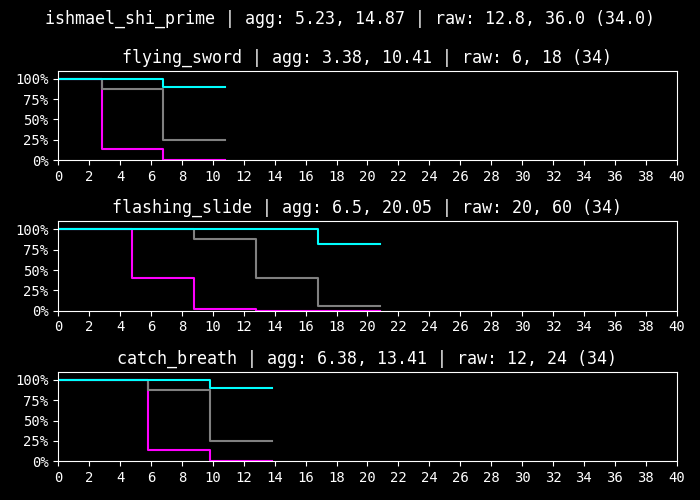 ishmael_shi_prime | agg: 5.23, 14.87 | raw: 12.8, 36.0 (34.0)
flying_sword | agg: 3.38, 10.41 | raw: 6, 18 (34)
100%
75%
50%
25%
0%
0 2 4 6 8 10 12 14 16 18 20 22 24 26 28 30 32 34 36 38 40
flashing_slide | agg: 6.5, 20.05 | raw: 20, 60 (34)
100%
75%
50%
25%
0%
0 2 4 6 8 10 12 14 16 18 20 22 24 26 28 30 32 34 36 38 40
catch_breath | agg: 6.38, 13.41 | raw: 12, 24 (34)
100%
75%
50%
25%
0%
0 2 4 6 8 10 12 14 16 18 20 22 24 26 28 30 32 34 36 38 40